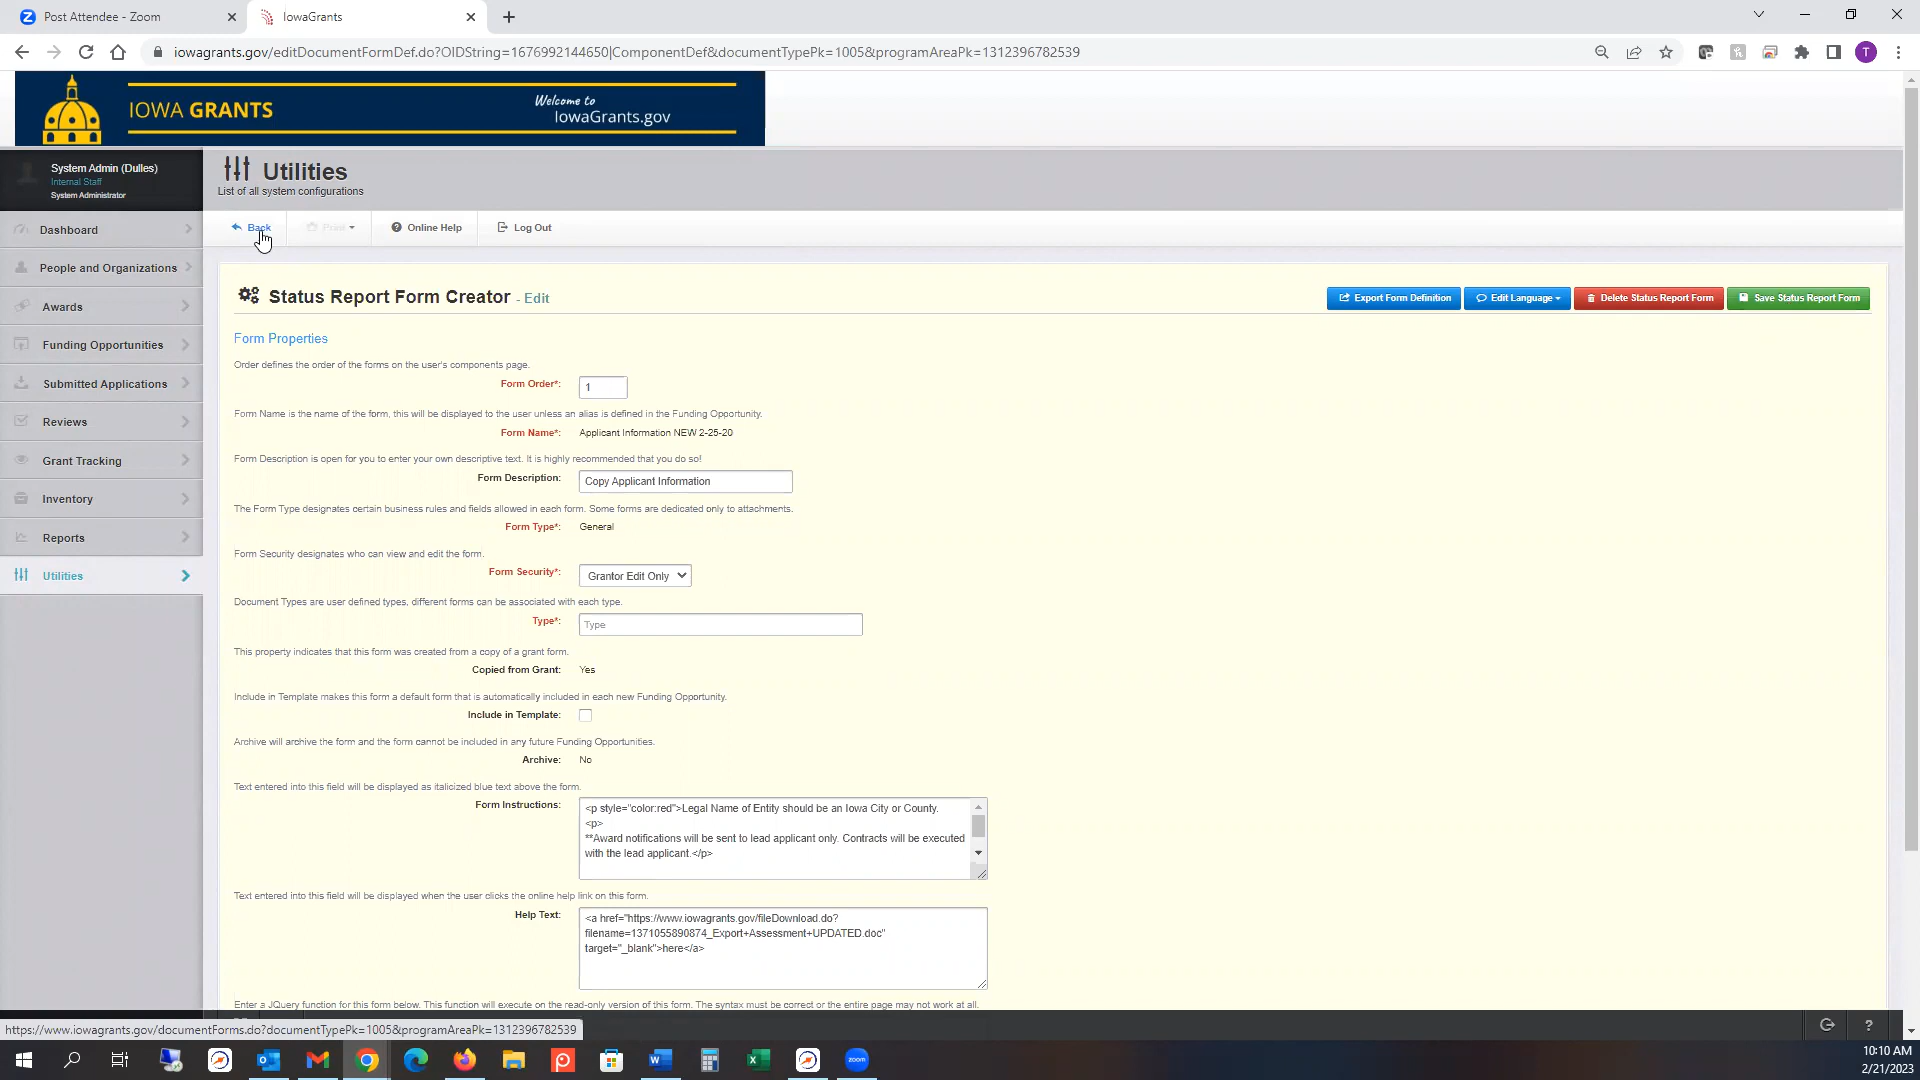 Post Attendee - Zoom
IowaGrants
iowagrants.gov/editDocumentFormDef.do?OIDString=1676992144650|ComponentDef&documentTypePk=1005&programAreaPk=1312396782539
T
IOWA GRANTS
Welcome to
IowaGrants.gov
System Admin (Dulles)
Internal Staff
System Administrator
Utilities
List of all system configurations
Back
Print
Online Help
Log Out
Dashboard
People and Organizations
Awards
Funding Opportunities
Submitted Applications
Reviews
Grant Tracking
Inventory
Reports
Utilities
Status Report Form Creator - Edit
Export Form Definition
Edit Language
Delete Status Report Form
Save Status Report Form
Form Properties
Order defines the order of the forms on the user's components page.
Form Order*: 1
Form Name is the name of the form, this will be displayed to the user unless an alias is defined in the Funding Opportunity.
Form Name*: Applicant Information NEW 2-25-20
Form Description is open for you to enter your own descriptive text. It is highly recommended that you do so!
Form Description: Copy Applicant Information
The Form Type designates certain business rules and fields allowed in each form. Some forms are dedicated only to attachments.
Form Type*: General
Form Security designates who can view and edit the form.
Form Security*: Grantor Edit Only
Document Types are user defined types, different forms can be associated with each type.
Type*: Type
This property indicates that this form was created from a copy of a grant form.
Copied from Grant: Yes
Include in Template makes this form a default form that is automatically included in each new Funding Opportunity.
Include in Template:
Archive will archive the form and the form cannot be included in any future Funding Opportunities.
Archive: No
Text entered into this field will be displayed as italicized blue text above the form.
Form Instructions: <p style="color:red">Legal Name of Entity should be an Iowa City or County.
<p>
**Award notifications will be sent to lead applicant only. Contracts will be executed
with the lead applicant.</p>
Text entered into this field will be displayed when the user clicks the online help link on this form.
Help Text: <a href="https://www.iowagrants.gov/fileDownload.do?
filename=1371055890874_Export+Assessment+UPDATED.doc"
target="_blank">here</a>
Enter a JQuery function for this form below. This function will execute on the read-only version of this form. The syntax must be correct or the entire page may not work at all.
https://www.iowagrants.gov/documentForms.do?documentTypePk=1005&programAreaPk=1312396782539
?
zoom
10:10 AM
2/21/2023